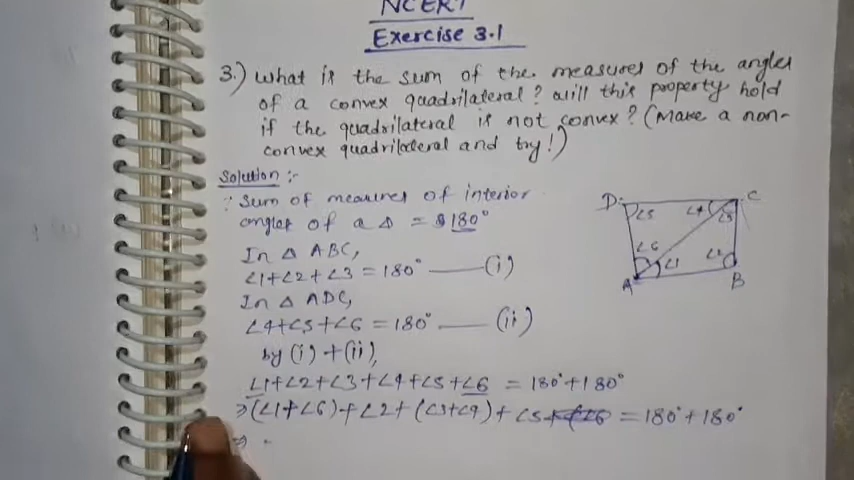 NCERT
Exercise 3.1
3.) What is the sum of the measures of the angles
of a convex quadrilateral? Will this property hold
if the quadrilateral is not convex? (Make a non-
convex quadrilateral and try!)
Solution :-
∵ Sum of measures of interior
angles of a Δ = 180°
In Δ ABC,
∠1+∠2+∠3 = 180° —— (i)
In Δ ADC,
∠4+∠5+∠6 = 180° —— (ii)
by (i) + (ii),
∠1+∠2+∠3+∠4+∠5+∠6 = 180°+180°
⇒ (∠1+∠6)+∠2+(∠3+∠4)+∠5 = 180°+180°
⇒
D C
∠5 ∠4 ∠3
∠6 ∠1 ∠2
A B